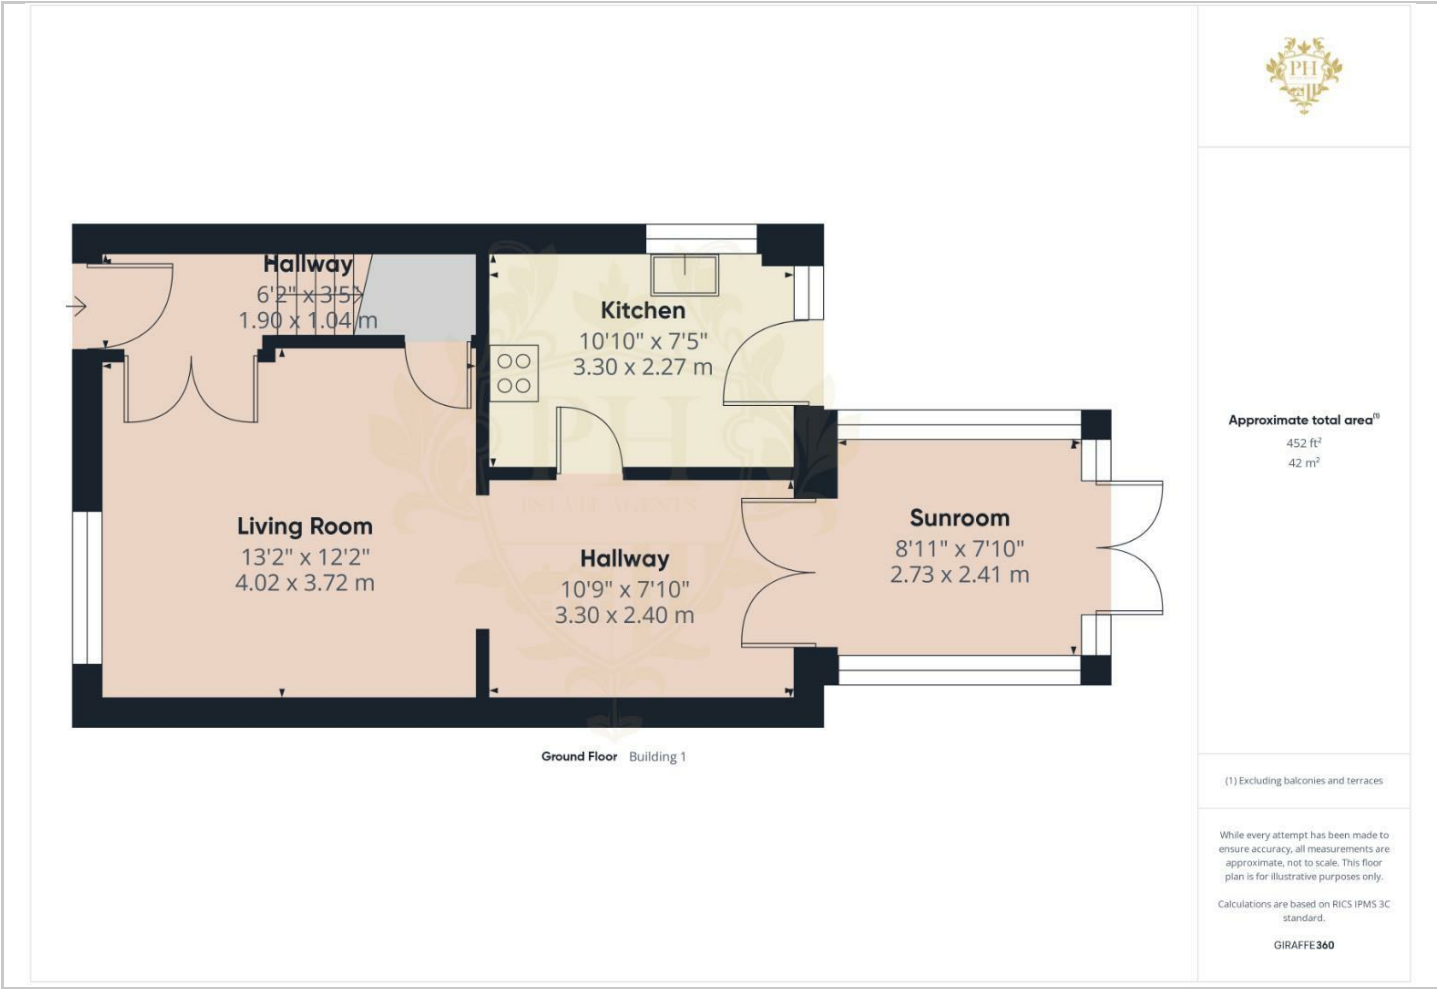 PH
Hallway
6'2" x 3'5"
1.90 x 1.04 m
Kitchen
10'10" x 7'5"
3.30 x 2.27 m
Living Room
13'2" x 12'2"
4.02 x 3.72 m
Hallway
10'9" x 7'10"
3.30 x 2.40 m
Sunroom
8'11" x 7'10"
2.73 x 2.41 m
PH
ESTATE AGENTS
Ground Floor Building 1
Approximate total area(1)
452 ft²
42 m²
(1) Excluding balconies and terraces
While every attempt has been made to
ensure accuracy, all measurements are
approximate, not to scale. This floor
plan is for illustrative purposes only.
Calculations are based on RICS IPMS 3C
standard.
GIRAFFE360